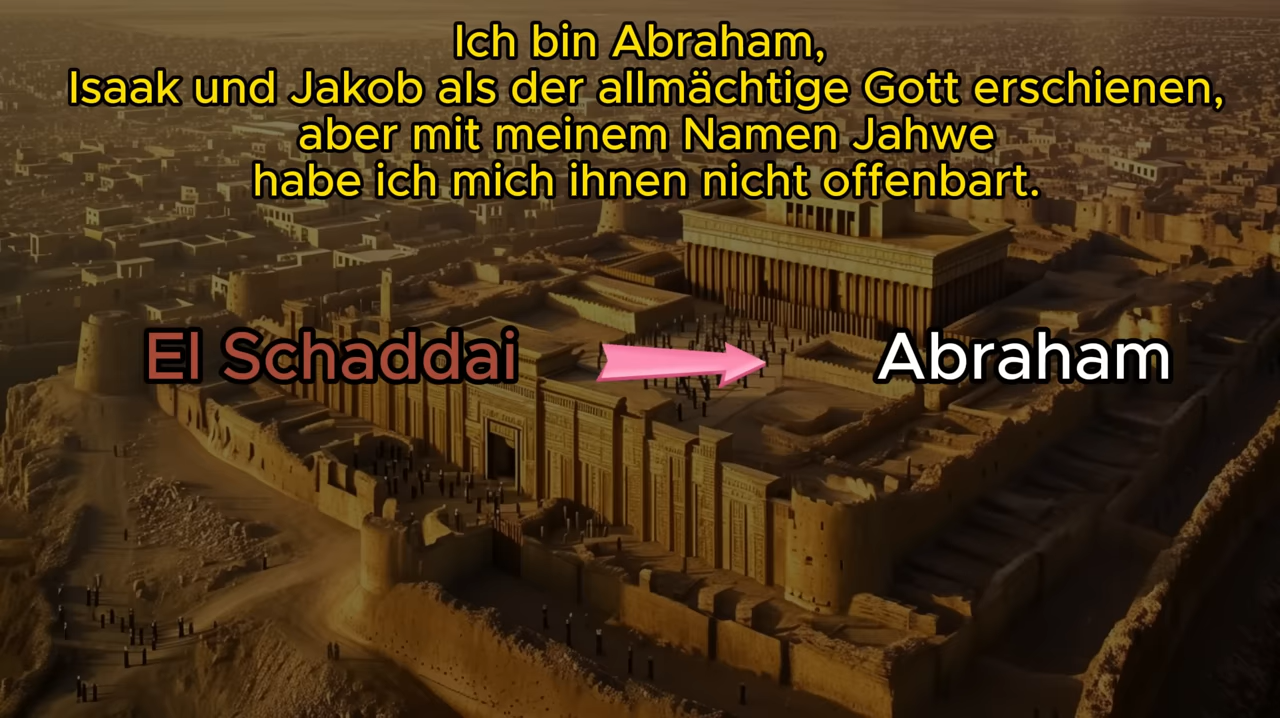 Ich bin Abraham,
Isaak und Jakob als der allmächtige Gott erschienen,
aber mit meinem Namen Jahwe
habe ich mich ihnen nicht offenbart.
El Schaddai
Abraham